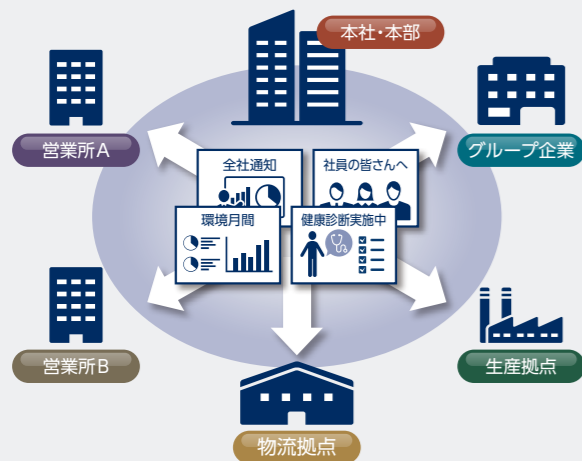 本社・本部
営業所A
グループ企業
全社通知
社員の皆さんへ
環境月間
健康診断実施中
営業所B
生産拠点
物流拠点